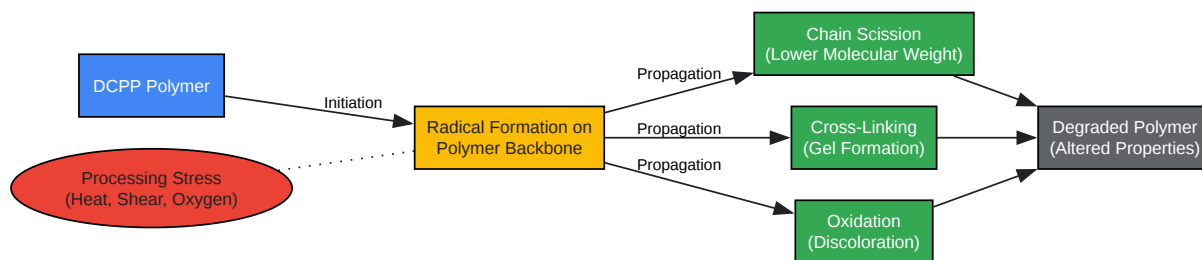 DCPP Polymer
Processing Stress
(Heat, Shear, Oxygen)
Initiation
Radical Formation on
Polymer Backbone
Propagation
Propagation
Propagation
Chain Scission
(Lower Molecular Weight)
Cross-Linking
(Gel Formation)
Oxidation
(Discoloration)
Degraded Polymer
(Altered Properties)